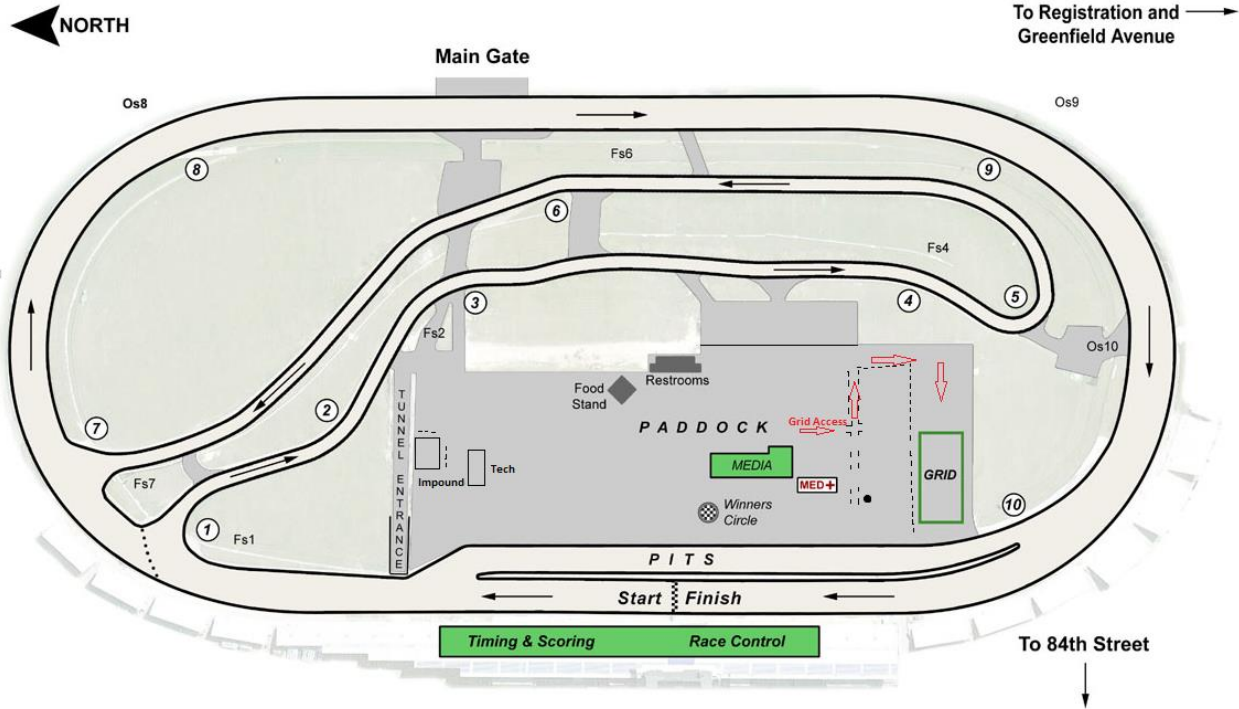 NORTH
To Registration and
Greenfield Avenue
Main Gate
Os8
Os9
Fs6
8
9
6
Fs4
3
4
5
Fs2
Os10
Restrooms
Food
Stand
TUNNEL ENTRANCE
2
7
PADDOCK
Grid Access
MEDIA
Impound
Tech
MED+
GRID
Fs7
Winners
Circle
10
1
Fs1
PITS
Start Finish
Timing & Scoring
Race Control
To 84th Street